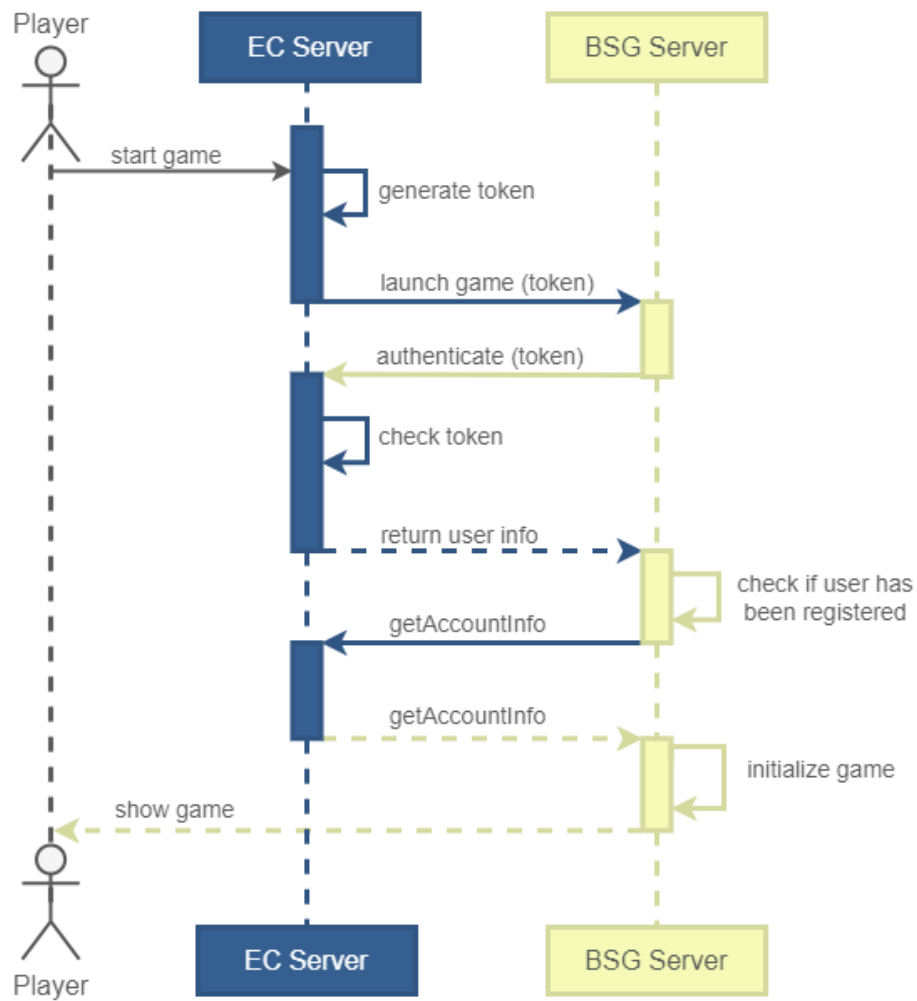 Player
EC Server
BSG Server
start game
generate token
launch game (token)
authenticate (token)
check token
return user info
check if user has
been registered
getAccountInfo
getAccountInfo
initialize game
show game
EC Server
BSG Server
Player